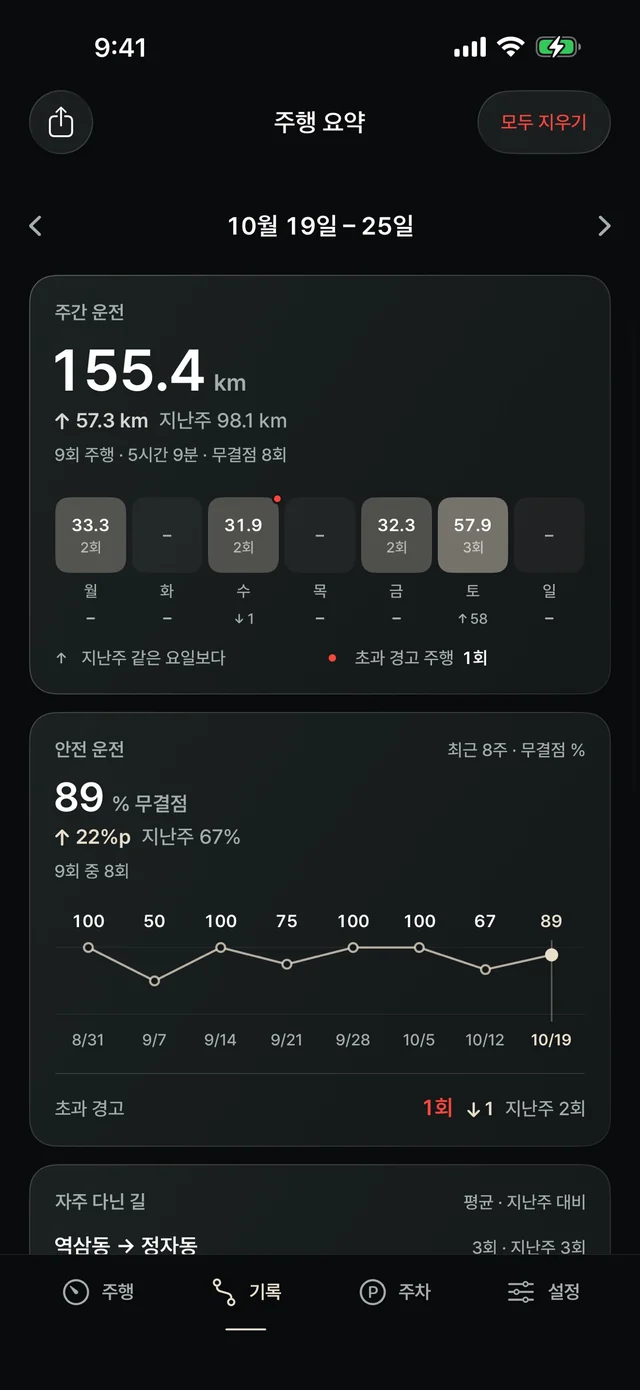 9:41
주행 요약
모두 지우기
10월 19일 – 25일
주간 운전
155.4 km
↑ 57.3 km 지난주 98.1 km
9회 주행 · 5시간 9분 · 무결점 8회
33.3 – 31.9 – 32.3 57.9 –
2회 2회 2회 3회
월 화 수 목 금 토 일
– – ↓1 – – ↑58 –
↑ 지난주 같은 요일보다 초과 경고 주행 1회
안전 운전 최근 8주 · 무결점 %
89 % 무결점
↑ 22%p 지난주 67%
9회 중 8회
100 50 100 75 100 100 67 89
8/31 9/7 9/14 9/21 9/28 10/5 10/12 10/19
초과 경고 1회 ↓1 지난주 2회
자주 다닌 길 평균 · 지난주 대비
역삼동 → 정자동 3회 · 지난주 3회
주행 기록 P 주차 설정